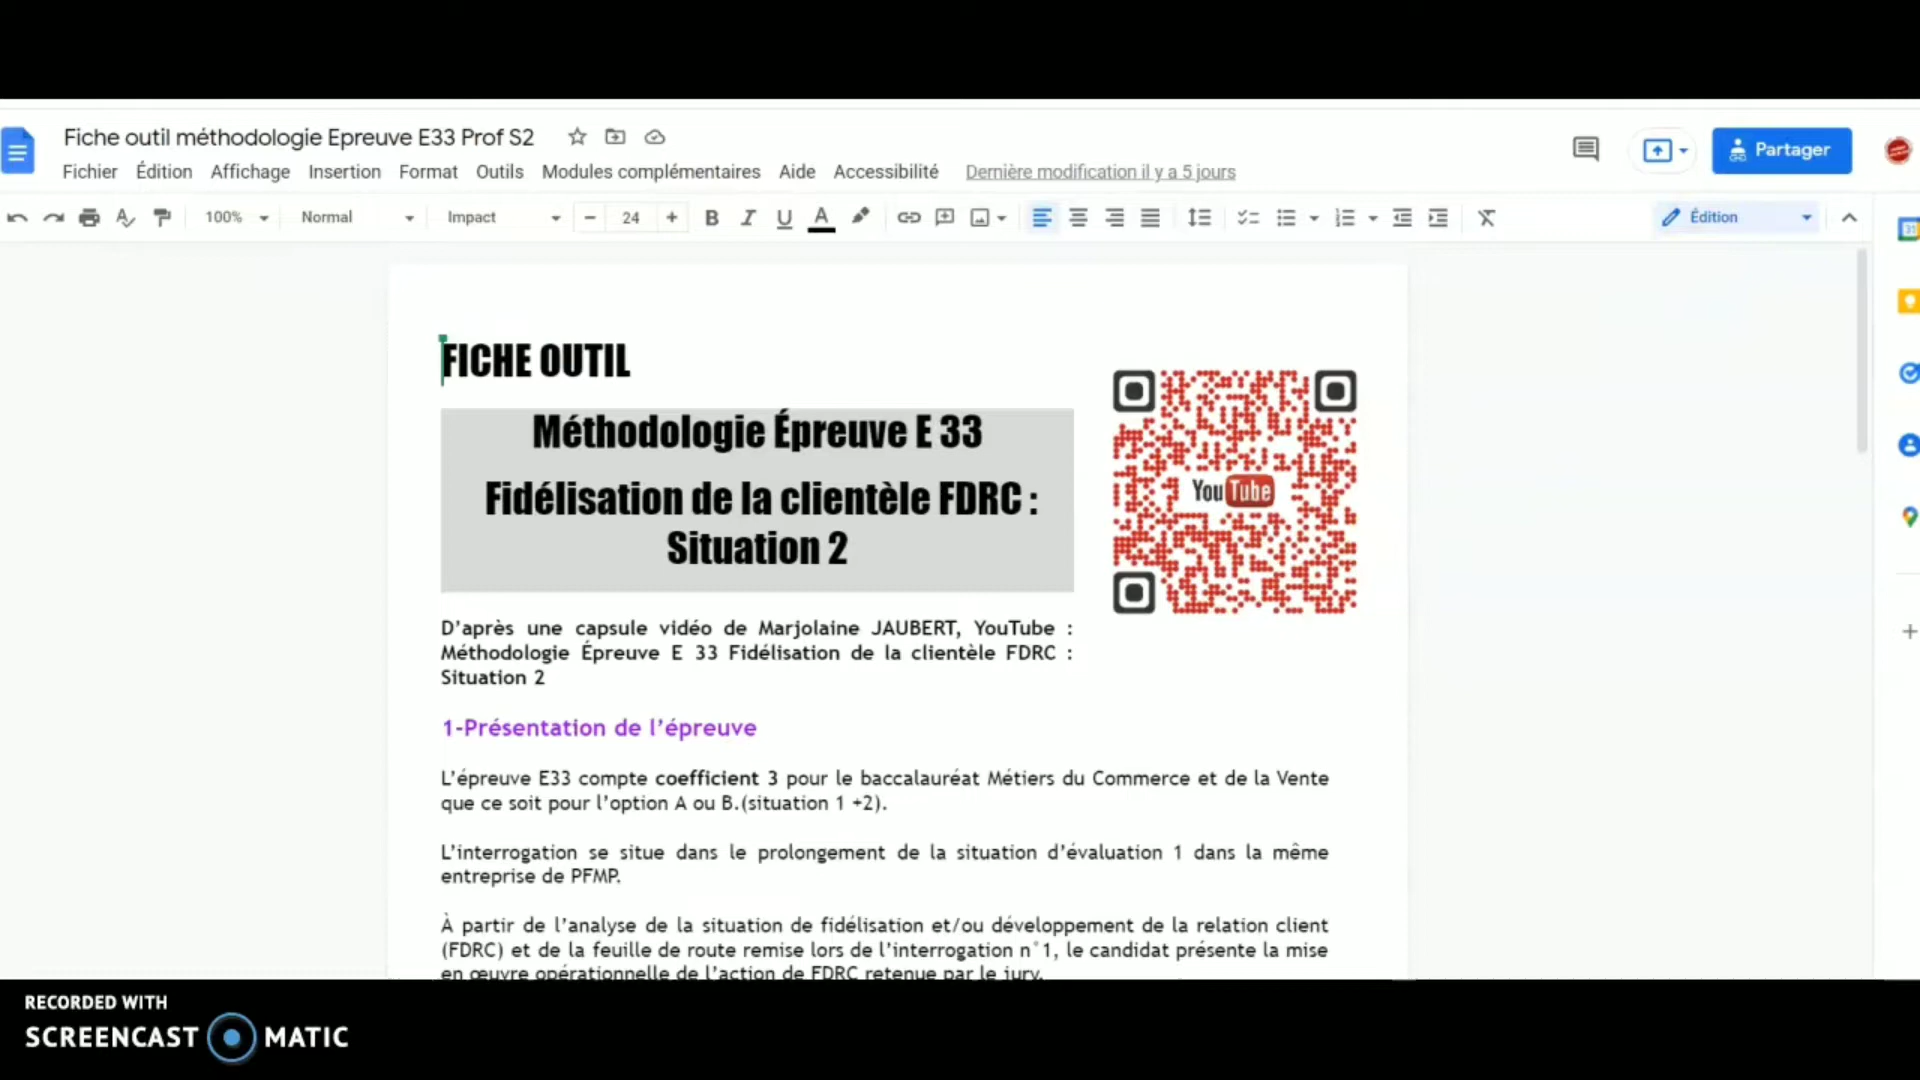 Fiche outil méthodologie Epreuve E33 Prof S2
Partager
Fichier Édition Affichage Insertion Format Outils Modules complémentaires Aide Accessibilité Dernière modification il y a 5 jours
100% Normal Impact 24 B I U A Édition
31
FICHE OUTIL
Méthodologie Épreuve E 33
Fidélisation de la clientèle FDRC :
Situation 2
YouTube
D'après une capsule vidéo de Marjolaine JAUBERT, YouTube :
Méthodologie Épreuve E 33 Fidélisation de la clientèle FDRC :
Situation 2
1-Présentation de l'épreuve
L'épreuve E33 compte coefficient 3 pour le baccalauréat Métiers du Commerce et de la Vente
que ce soit pour l'option A ou B.(situation 1 +2).
L'interrogation se situe dans le prolongement de la situation d'évaluation 1 dans la même
entreprise de PFMP.
À partir de l'analyse de la situation de fidélisation et/ou développement de la relation client
(FDRC) et de la feuille de route remise lors de l'interrogation n°1, le candidat présente la mise
en œuvre opérationnelle de l'action de FDRC retenue par le jury.
RECORDED WITH
SCREENCAST MATIC